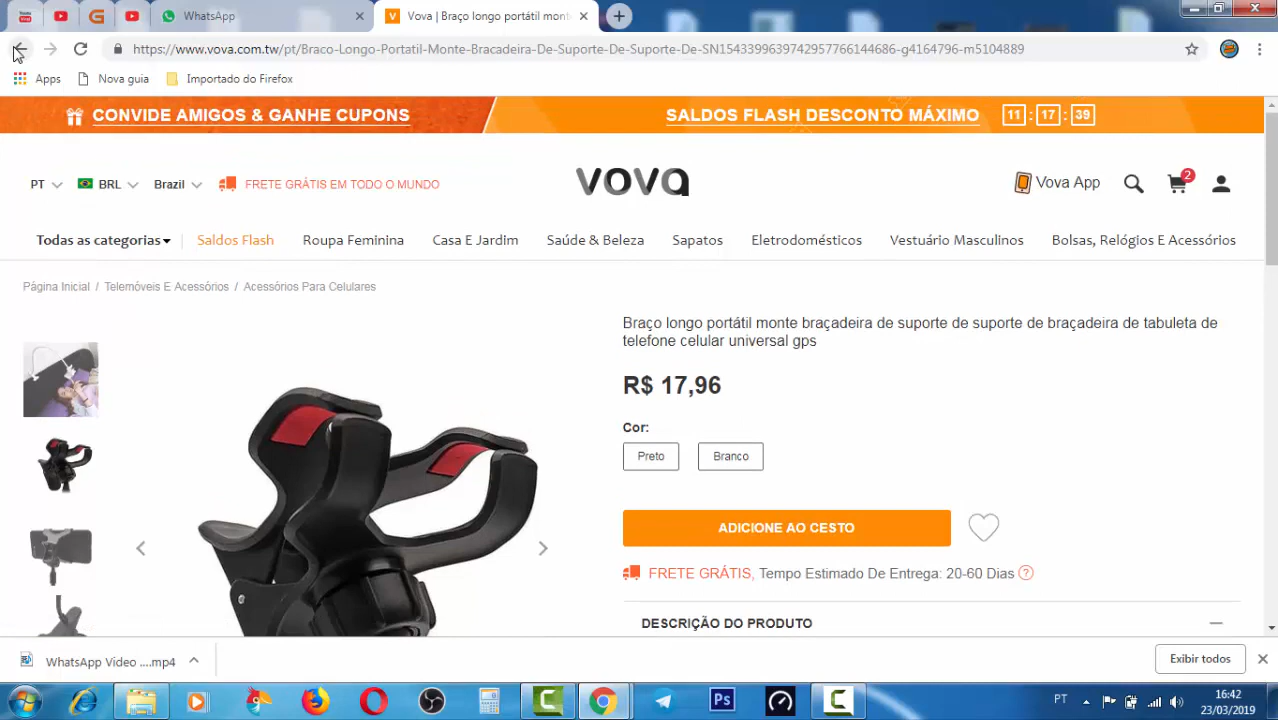 WhatsApp
Vova | Braço longo portátil mont
https://www.vova.com.tw/pt/Braco-Longo-Portatil-Monte-Bracadeira-De-Suporte-De-Suporte-De-SN1543399639742957766144686-g4164796-m5104889
Apps Nova guia Importado do Firefox
CONVIDE AMIGOS & GANHE CUPONS SALDOS FLASH DESCONTO MÁXIMO 11 : 17 : 39
PT BRL Brazil FRETE GRÁTIS EM TODO O MUNDO vova Vova App 2
Todas as categorias Saldos Flash Roupa Feminina Casa E Jardim Saúde & Beleza Sapatos Eletrodomésticos Vestuário Masculinos Bolsas, Relógios E Acessórios
Página Inicial / Telemóveis E Acessórios / Acessórios Para Celulares
Braço longo portátil monte braçadeira de suporte de suporte de braçadeira de tabuleta de
telefone celular universal gps
R$ 17,96
Cor:
Preto Branco
ADICIONE AO CESTO
FRETE GRÁTIS, Tempo Estimado De Entrega: 20-60 Dias ?
DESCRIÇÃO DO PRODUTO
WhatsApp Vídeo ....mp4 Exibir todos
Ps C PT 16:42
23/03/2019